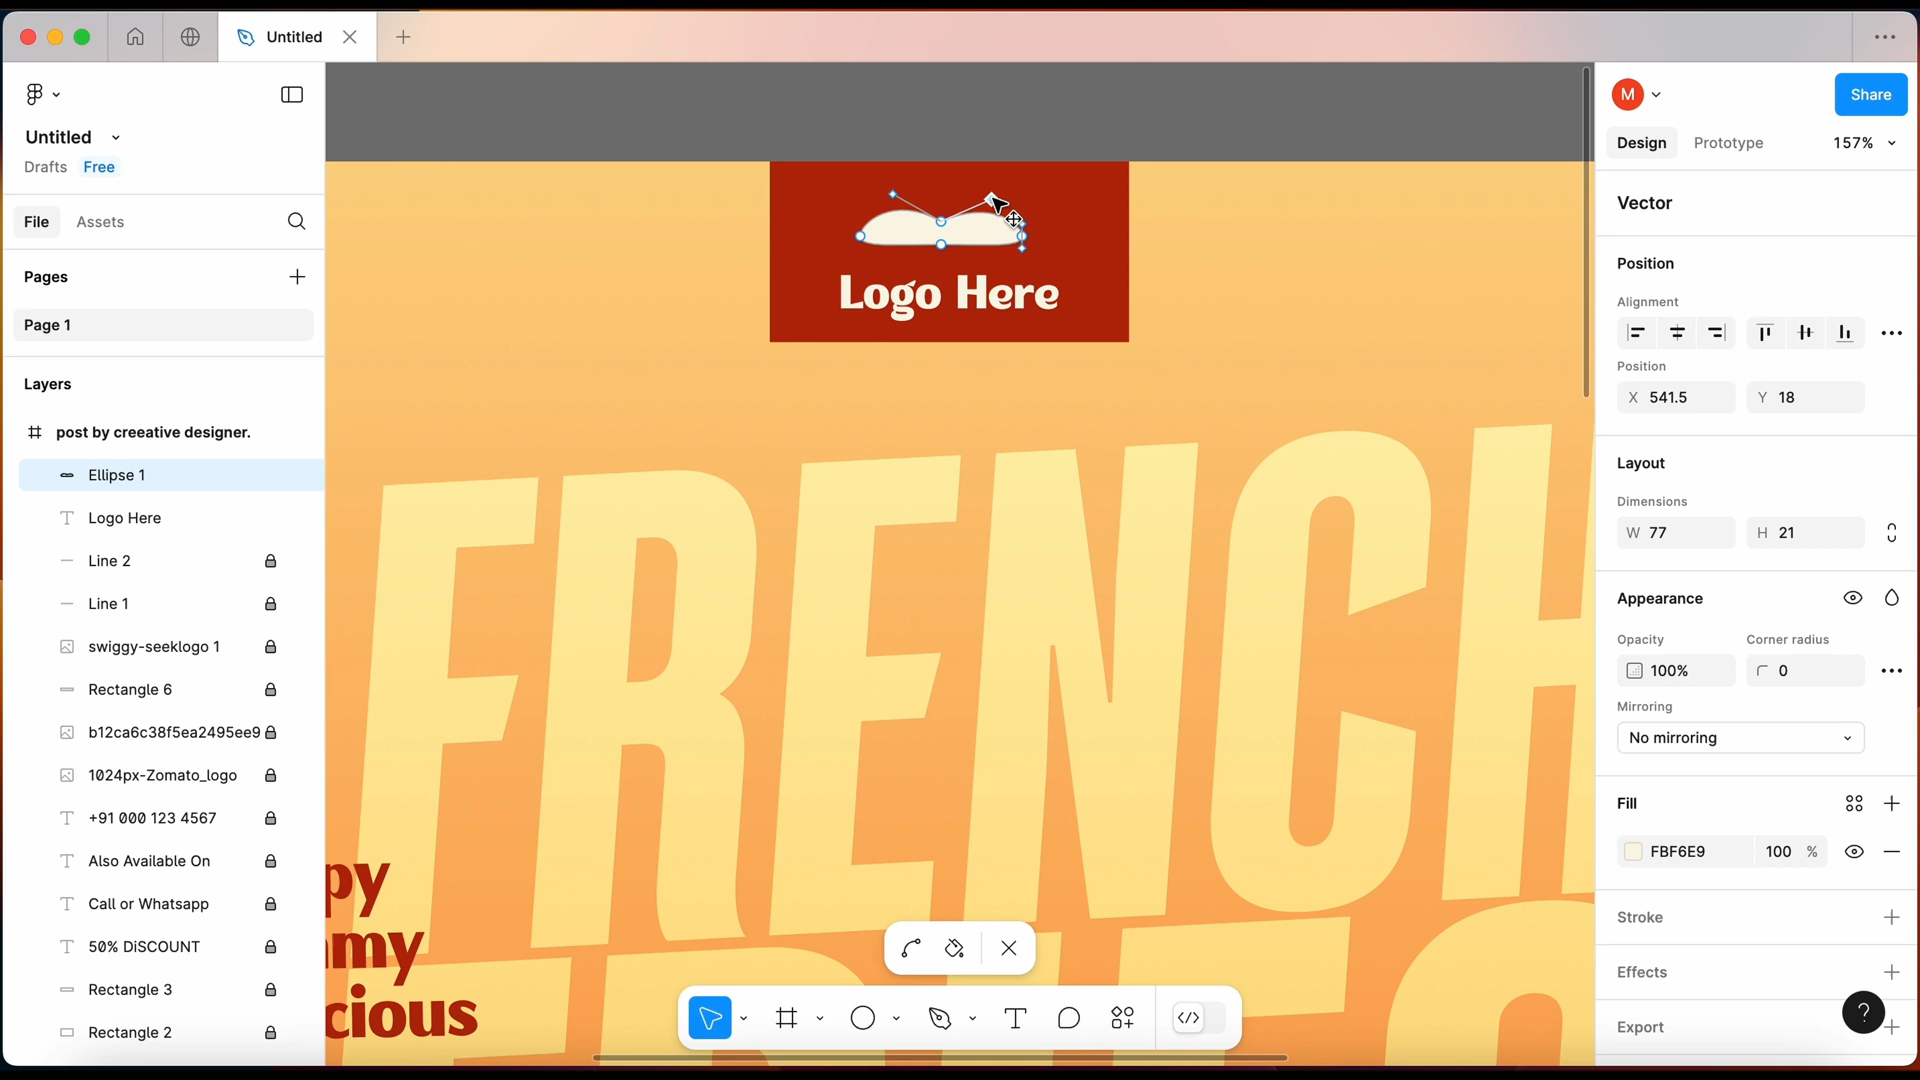 Untitled
Untitled
Drafts Free
File Assets
Pages
Page 1
Layers
post by creeative designer.
Ellipse 1
Logo Here
Line 2
Line 1
swiggy-seeklogo 1
Rectangle 6
b12ca6c38f5ea2495ee9
1024px-Zomato_logo
+91 000 123 4567
Also Available On
Call or Whatsapp
50% DiSCOUNT
Rectangle 3
Rectangle 2
Logo Here
FRENCH
py
my
cious
M
Share
Design Prototype 157%
Vector
Position
Alignment
Position
X 541.5 Y 18
Layout
Dimensions
W 77 H 21
Appearance
Opacity Corner radius
100% 0
Mirroring
No mirroring
Fill
FBF6E9 100 %
Stroke
Effects
Export
?